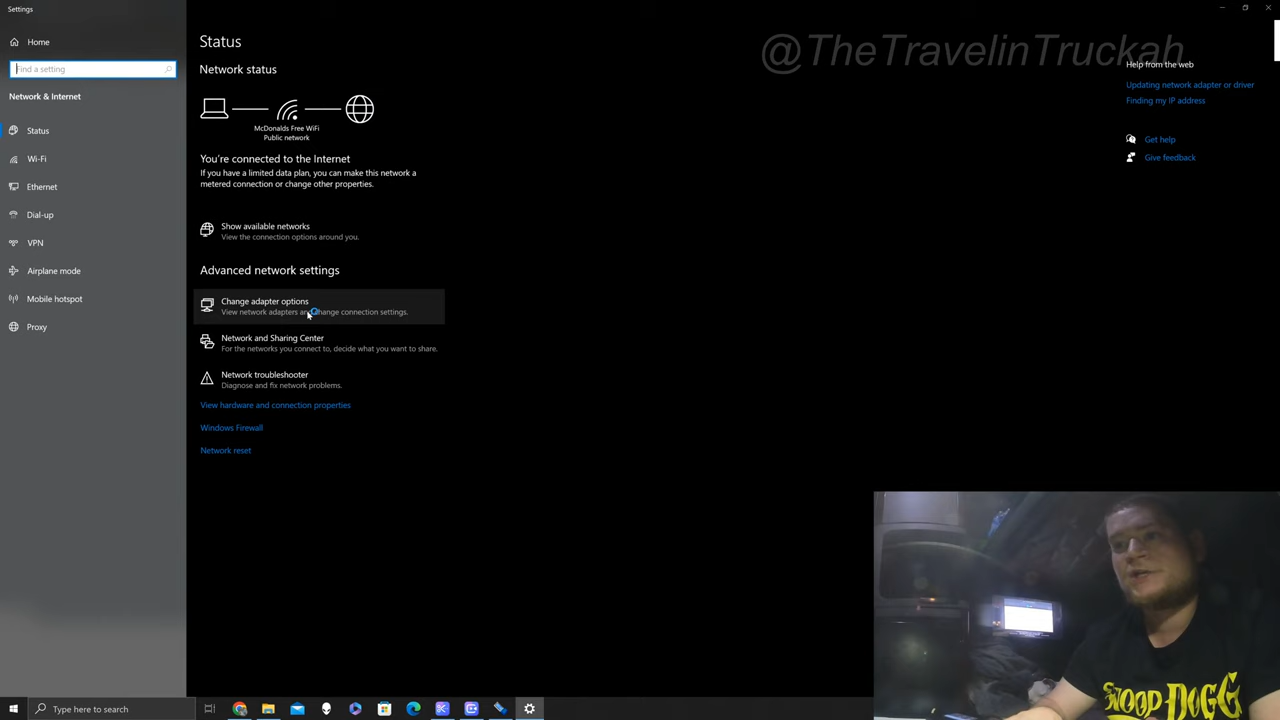 Settings
@TheTravelinTruckah
Home
Find a setting
Network & Internet
Status
Wi-Fi
Ethernet
Dial-up
VPN
Airplane mode
Mobile hotspot
Proxy
Status
Network status
McDonalds Free WiFi
Public network
You're connected to the Internet
If you have a limited data plan, you can make this network a
metered connection or change other properties.
Show available networks
View the connection options around you.
Advanced network settings
Change adapter options
View network adapters and change connection settings.
Network and Sharing Center
For the networks you connect to, decide what you want to share.
Network troubleshooter
Diagnose and fix network problems.
View hardware and connection properties
Windows Firewall
Network reset
Help from the web
Updating network adapter or driver
Finding my IP address
Get help
Give feedback
SNOOP DOGG
Type here to search